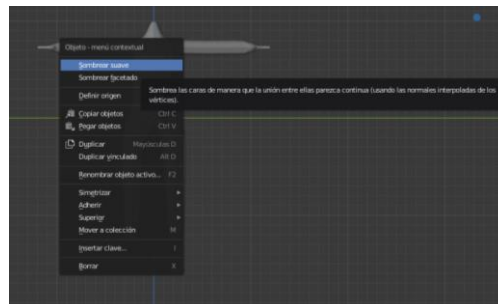 Objeto - menú contextual
Sombrear suave
Sombrear facetado
Sombrea las caras de manera que la unión entre ellas parezca continua (usando las normales interpoladas de los
vértices).
Definir origen
Copiar objetos Ctrl C
Pegar objetos Ctrl V
Duplicar Mayúsculas D
Duplicar vinculado Alt D
Renombrar objeto activo... F2
Simetrizar
Adherir
Superior
Mover a colección M
Insertar clave... I
Borrar X